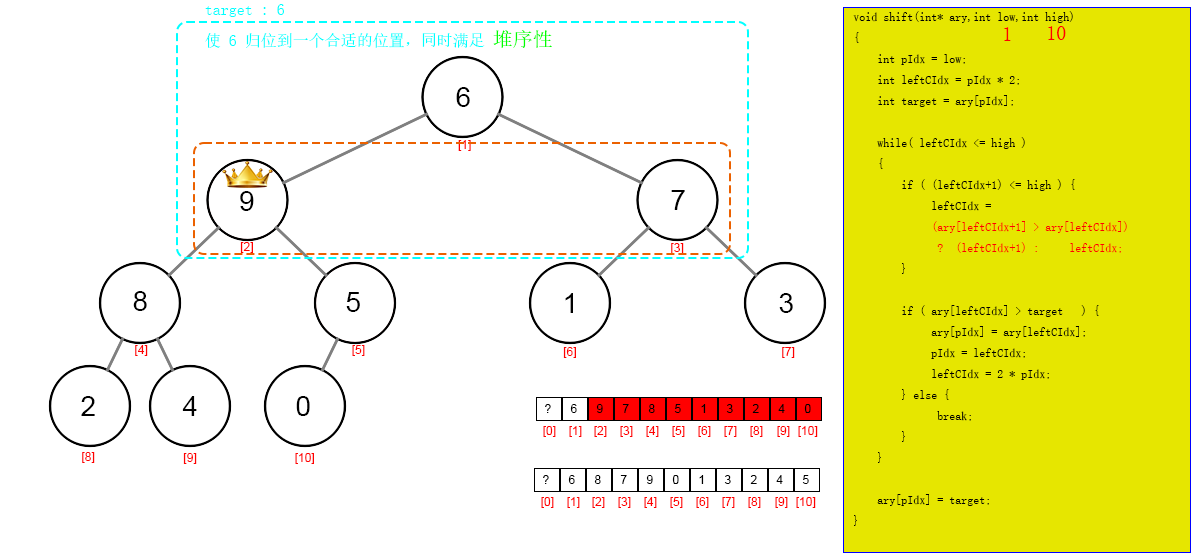 target : 6
使 6 归位到一个合适的位置, 同时满足 堆序性
6
[1]
9
7
[2]
[3]
8
5
1
3
[4]
[5]
[6]
[7]
2
4
0
[8]
[9]
[10]
? 6 9 7 8 5 1 3 2 4 0
[0] [1] [2] [3] [4] [5] [6] [7] [8] [9] [10]
? 6 8 7 9 0 1 3 2 4 5
[0] [1] [2] [3] [4] [5] [6] [7] [8] [9] [10]
void shift(int* ary,int low,int high)
{ 1 10
int pIdx = low;
int leftCIdx = pIdx * 2;
int target = ary[pIdx];
while( leftCIdx <= high )
{
if ( (leftCIdx+1) <= high ) {
leftCIdx =
(ary[leftCIdx+1] > ary[leftCIdx])
? (leftCIdx+1) : leftCIdx;
}
if ( ary[leftCIdx] > target ) {
ary[pIdx] = ary[leftCIdx];
pIdx = leftCIdx;
leftCIdx = 2 * pIdx;
} else {
break;
}
}
ary[pIdx] = target;
}